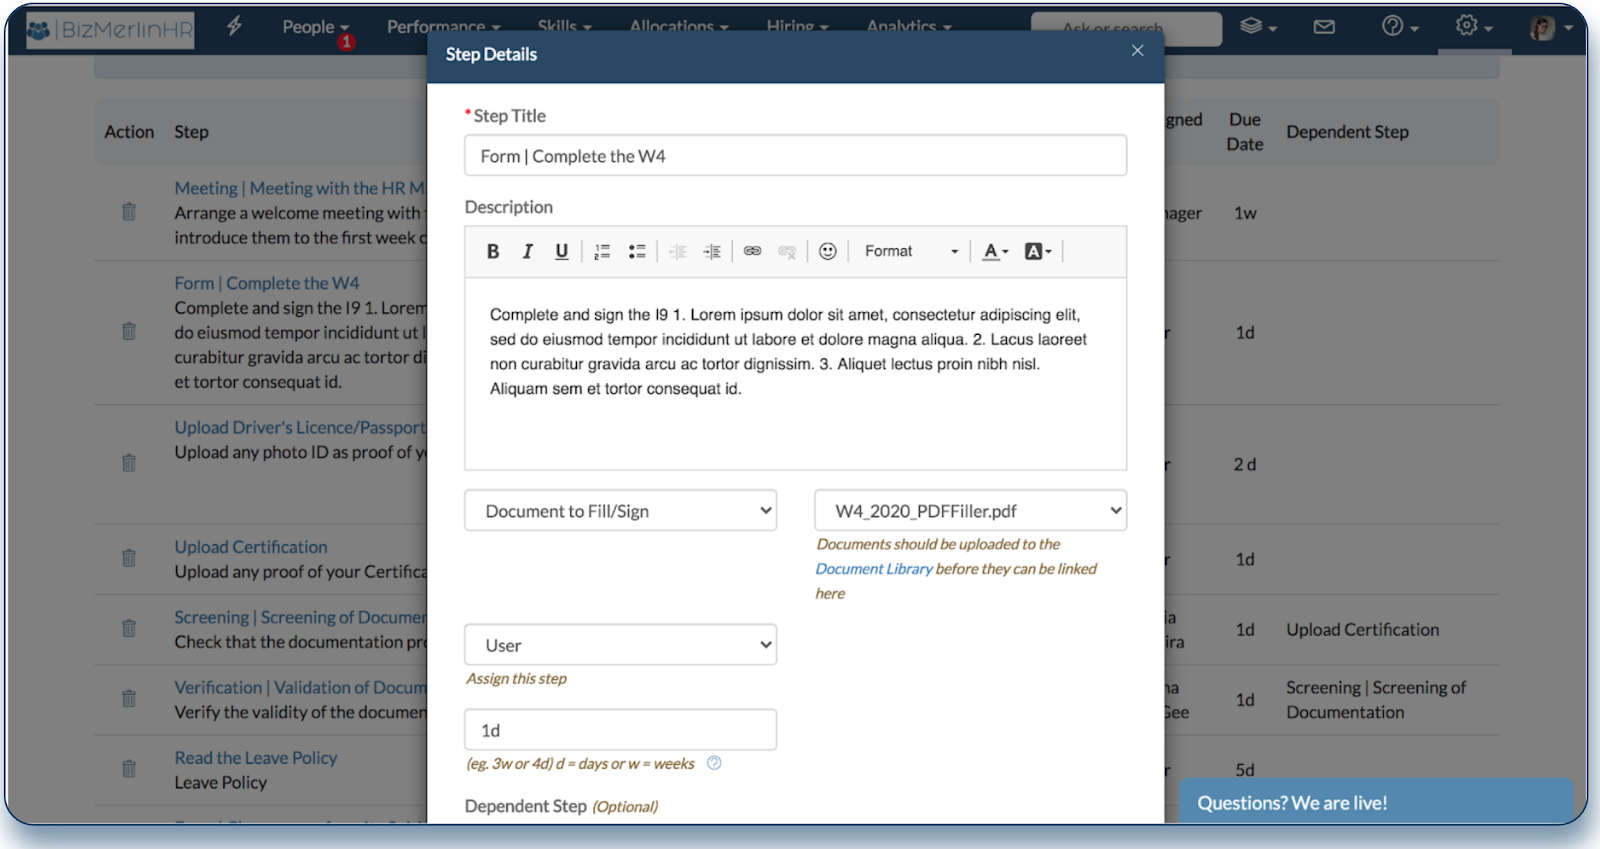 BizMerlinHR
People
1
Performance
Skills
Allocations
Hiring
Analytics
Ask or search
Step Details
* Step Title
Form | Complete the W4
Description
B I U
Format
A
A
Complete and sign the I9 1. Lorem ipsum dolor sit amet, consectetur adipiscing elit,
sed do eiusmod tempor incididunt ut labore et dolore magna aliqua. 2. Lacus laoreet
non curabitur gravida arcu ac tortor dignissim. 3. Aliquet lectus proin nibh nisl.
Aliquam sem et tortor consequat id.
Document to Fill/Sign
W4_2020_PDFFiller.pdf
Documents should be uploaded to the
Document Library before they can be linked
here
User
Assign this step
1d
(eg. 3w or 4d) d = days or w = weeks
Dependent Step (Optional)
Action
Step
gned
Due
Date
Dependent Step
Meeting | Meeting with the HR M
Arrange a welcome meeting with
introduce them to the first week
nager
1w
Form | Complete the W4
Complete and sign the I9 1. Lorem
do eiusmod tempor incididunt ut l
curabitur gravida arcu ac tortor di
et tortor consequat id.
r
1d
Upload Driver's Licence/Passport
Upload any photo ID as proof of y
r
2 d
Upload Certification
Upload any proof of your Certifica
r
1d
Screening | Screening of Documen
Check that the documentation pr
ia
ira
1d
Upload Certification
Verification | Validation of Docum
Verify the validity of the documen
na
Gee
1d
Screening | Screening of
Documentation
Read the Leave Policy
Leave Policy
r
5d
Questions? We are live!